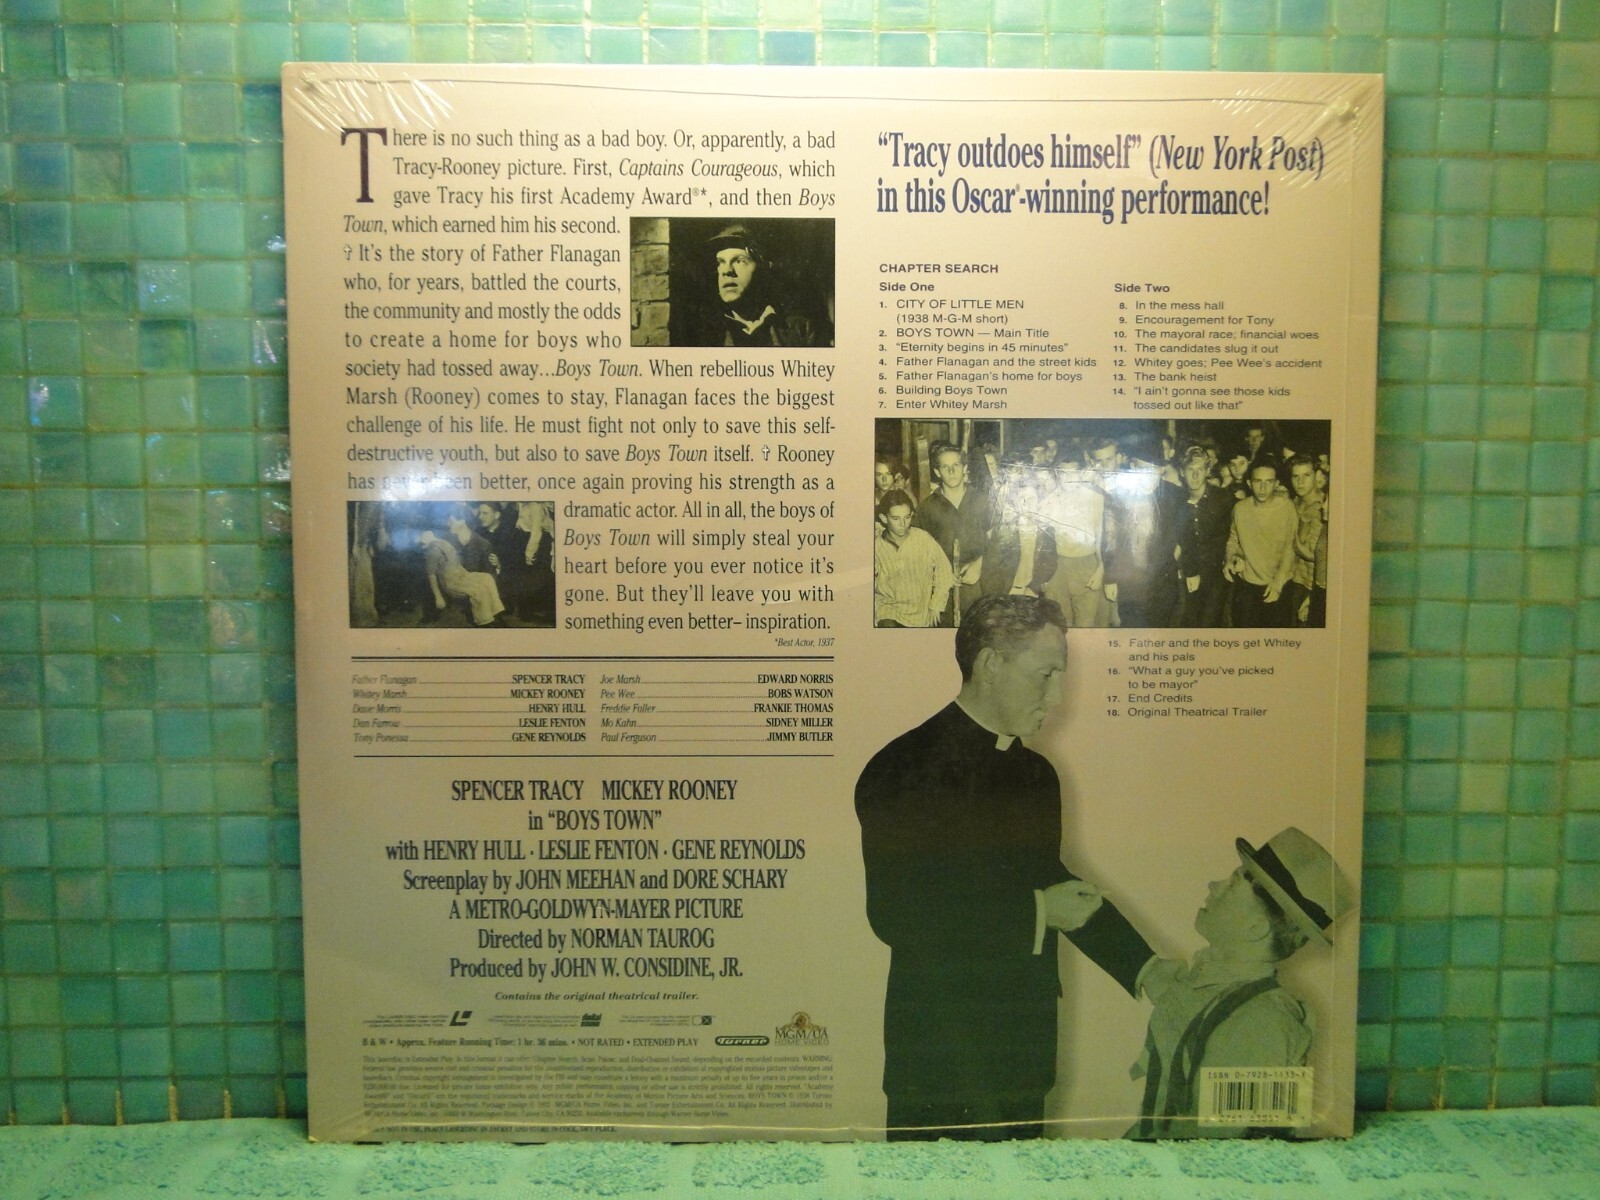 There is no such thing as a bad boy. Or, apparently, a bad
Tracy-Rooney picture. First, Captains Courageous, which
gave Tracy his first Academy Award®*, and then Boys
Town, which earned him his second.
✞ It's the story of Father Flanagan
who, for years, battled the courts,
the community and mostly the odds
to create a home for boys who
society had tossed away...Boys Town. When rebellious Whitey
Marsh (Rooney) comes to stay, Flanagan faces the biggest
challenge of his life. He must fight not only to save this self-
destructive youth, but also to save Boys Town itself. ✞ Rooney
has never been better, once again proving his strength as a
dramatic actor. All in all, the boys of
Boys Town will simply steal your
heart before you ever notice it's
gone. But they'll leave you with
something even better– inspiration.
*Best Actor, 1937
Father Flanagan SPENCER TRACY
Whitey Marsh MICKEY ROONEY
Dave Morris HENRY HULL
Dan Farrow LESLIE FENTON
Tony Ponessa GENE REYNOLDS
Joe Marsh EDWARD NORRIS
Pee Wee BOBS WATSON
Freddie Fuller FRANKIE THOMAS
Mo Kahn SIDNEY MILLER
Paul Ferguson JIMMY BUTLER
SPENCER TRACY MICKEY ROONEY
in "BOYS TOWN"
with HENRY HULL · LESLIE FENTON · GENE REYNOLDS
Screenplay by JOHN MEEHAN and DORE SCHARY
A METRO-GOLDWYN-MAYER PICTURE
Directed by NORMAN TAUROG
Produced by JOHN W. CONSIDINE, JR.
Contains the original theatrical trailer.
B & W • Approx. Feature Running Time: 1 hr. 36 mins. • NOT RATED • EXTENDED PLAY
Turner
MGM/UA
HOME VIDEO
"Tracy outdoes himself" (New York Post)
in this Oscar®-winning performance!
CHAPTER SEARCH
Side One
1. CITY OF LITTLE MEN
(1938 M-G-M short)
2. BOYS TOWN — Main Title
3. "Eternity begins in 45 minutes"
4. Father Flanagan and the street kids
5. Father Flanagan's home for boys
6. Building Boys Town
7. Enter Whitey Marsh
Side Two
8. In the mess hall
9. Encouragement for Tony
10. The mayoral race; financial woes
11. The candidates slug it out
12. Whitey goes; Pee Wee's accident
13. The bank heist
14. "I ain't gonna see those kids
tossed out like that"
15. Father and the boys get Whitey
and his pals
16. "What a guy you've picked
to be mayor"
17. End Credits
18. Original Theatrical Trailer
ISBN 0-7928-1433-